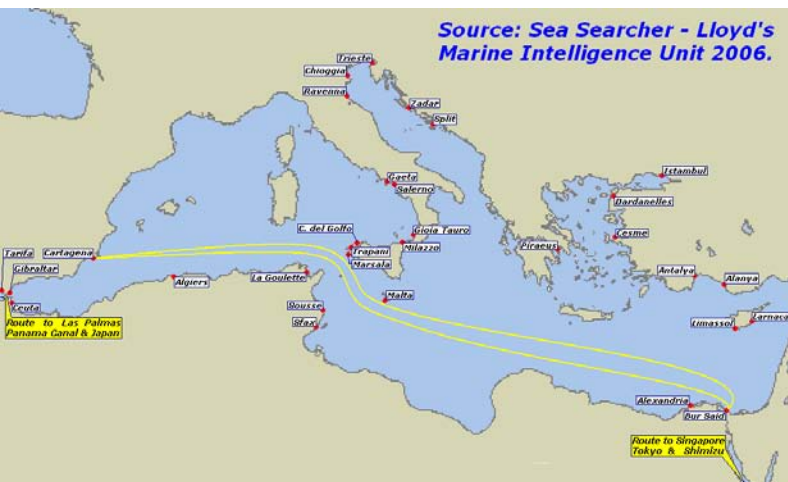 Source: Sea Searcher - Lloyd's
Marine Intelligence Unit 2006.
Trieste
Chioggia
Ravenna
Zadar
Split
Istanbul
Gaeta
Salerno
Dardanelles
C. del Golfo
Gioia Tauro
Cesme
Tarifa
Cartagena
Trapani
Milazzo
Piraeus
Marsala
Gibraltar
La Goulette
Antalya
Algiers
Alanya
Malta
Ceuta
Sousse
Larnaca
Route to Las Palmas
Panama Canal & Japan
Sfax
Limassol
Alexandria
Bur Said
Route to Singapore
Tokyo & Shimizu